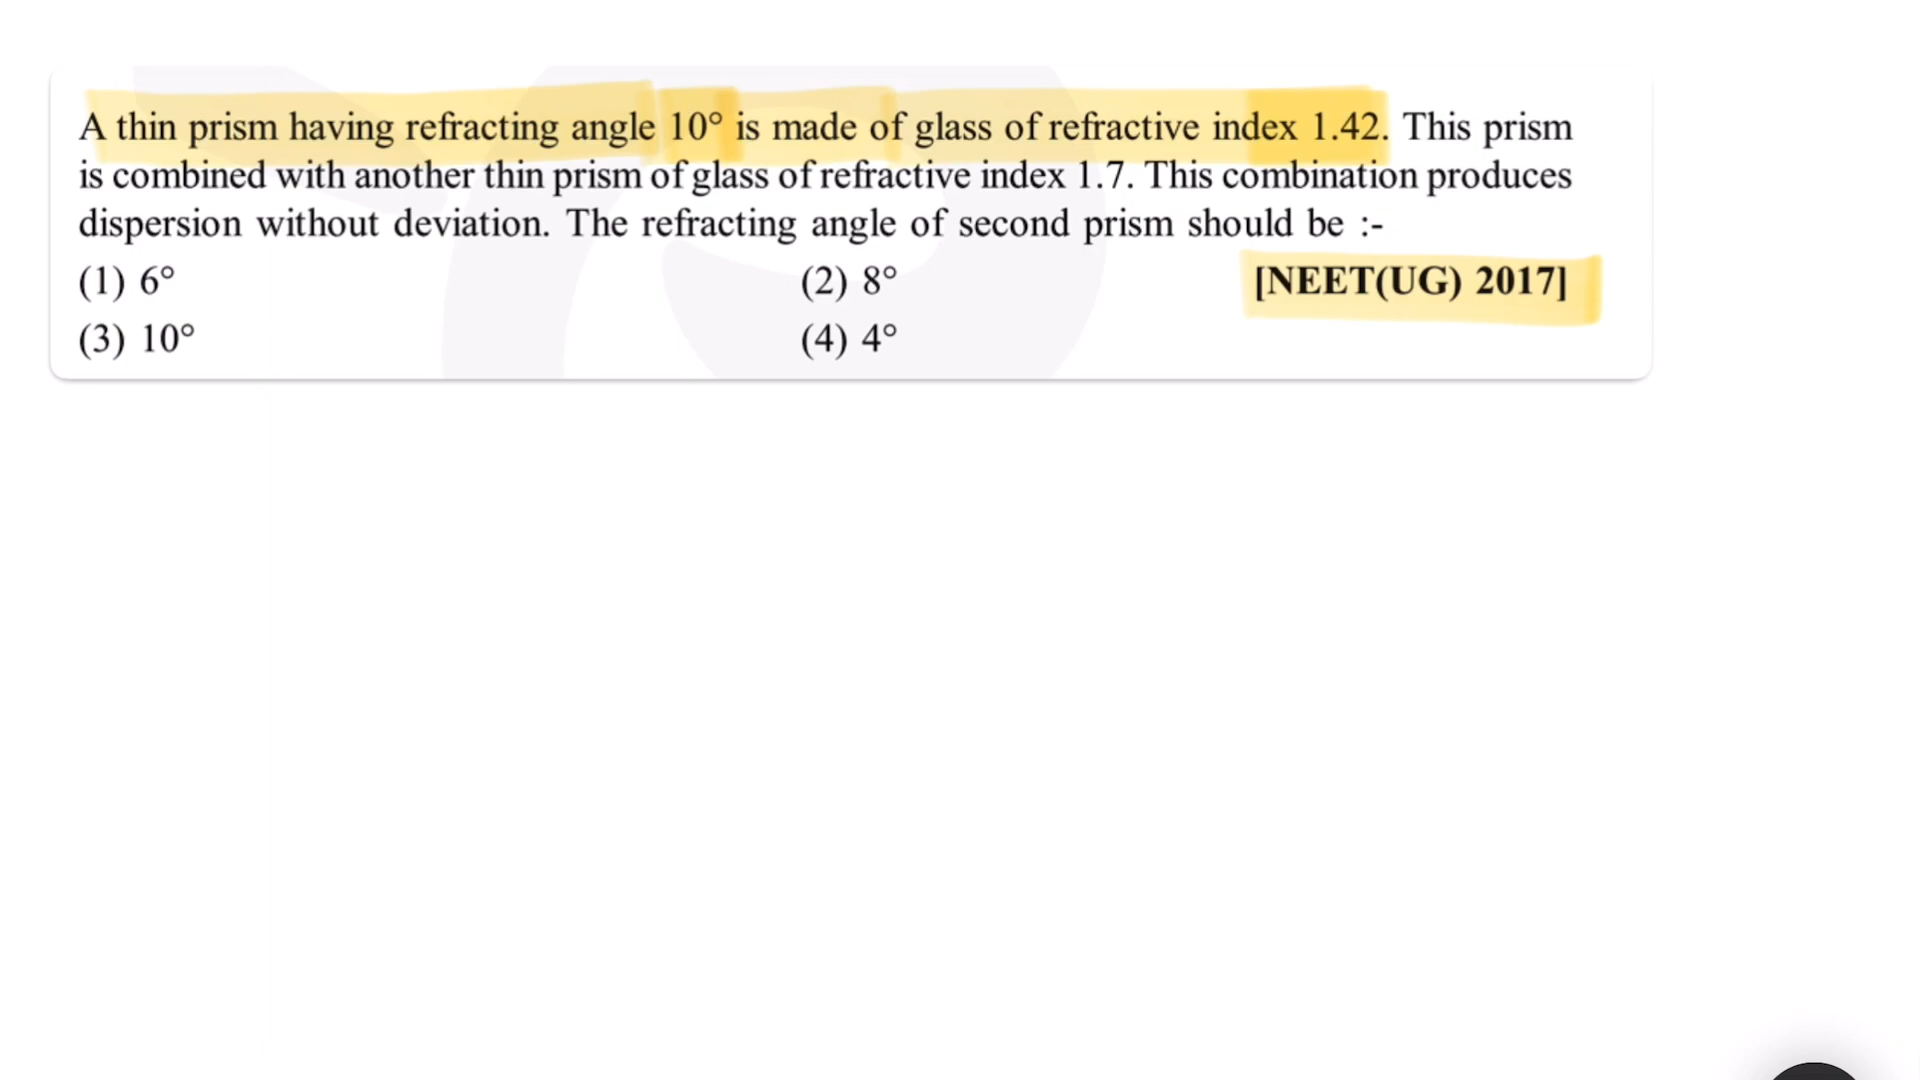 A thin prism having refracting angle 10° is made of glass of refractive index 1.42. This prism
is combined with another thin prism of glass of refractive index 1.7. This combination produces
dispersion without deviation. The refracting angle of second prism should be :-
(1) 6° (2) 8° [NEET(UG) 2017]
(3) 10° (4) 4°